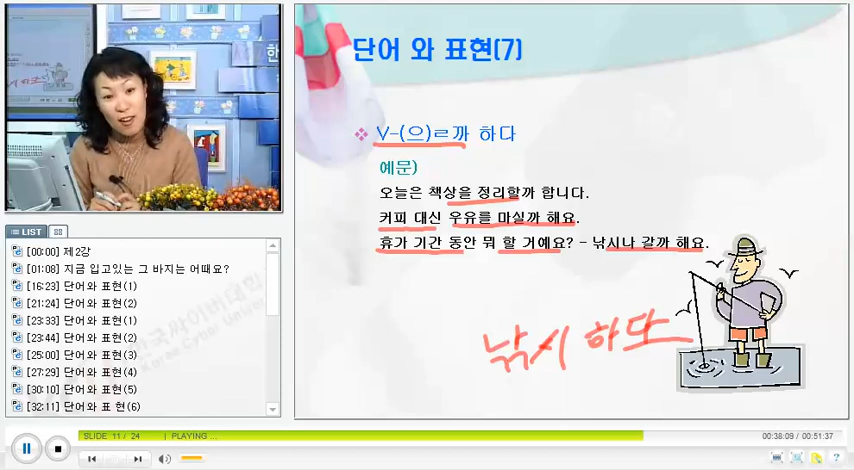 단어 와 표현(7)
V-(으)ㄹ까 하다
예문)
오늘은 책상을 정리할까 합니다.
커피 대신 우유를 마실까 해요.
휴가 기간 동안 뭐 할 거예요? - 낚시나 갈까 해요.
낚시 하다
LIST
[00:00] 제2강
[01:08] 지금 입고있는 그 바지는 어때요?
[16:23] 단어와 표현(1)
[21:24] 단어와 표현(2)
[23:33] 단어와 표현(1)
[23:44] 단어와 표현(2)
[25:00] 단어와 표현(3)
[27:29] 단어와 표현(4)
[30:10] 단어와 표현(5)
[32:11] 단어와 표 현(6)
SLIDE 11 / 24 | PLAYING ...
00:38:09 / 00:51:37